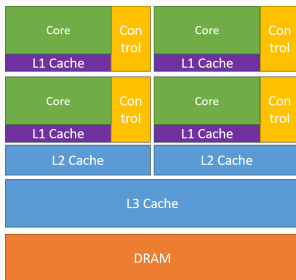 Core
Con
trol
L1 Cache
Core
Con
trol
L1 Cache
Core
Con
trol
L1 Cache
Core
Con
trol
L1 Cache
L2 Cache
L2 Cache
L3 Cache
DRAM